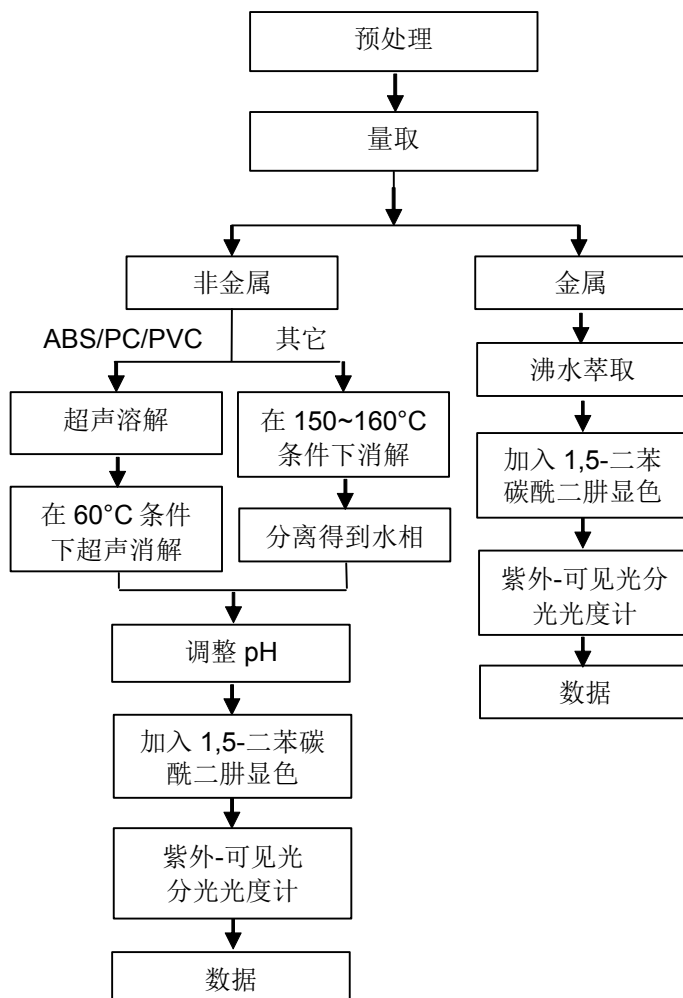 预处理
量取
非金属
金属
ABS/PC/PVC
其它
沸水萃取
超声溶解
在 150~160°C
条件下消解
加入 1,5-二苯
碳酰二肼显色
在 60°C 条件
下超声消解
分离得到水相
紫外-可见光分
光光度计
调整 pH
数据
加入 1,5-二苯碳
酰二肼显色
紫外-可见光
分光光度计
数据